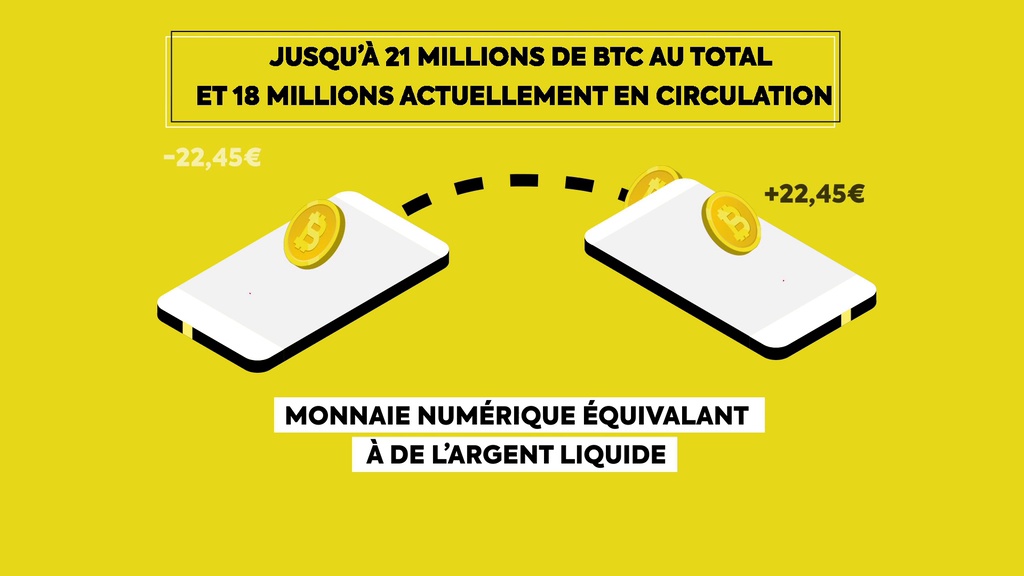 JUSQU'À 21 MILLIONS DE BTC AU TOTAL
ET 18 MILLIONS ACTUELLEMENT EN CIRCULATION
-22,45€
+22,45€
MONNAIE NUMÉRIQUE ÉQUIVALANT
À DE L'ARGENT LIQUIDE